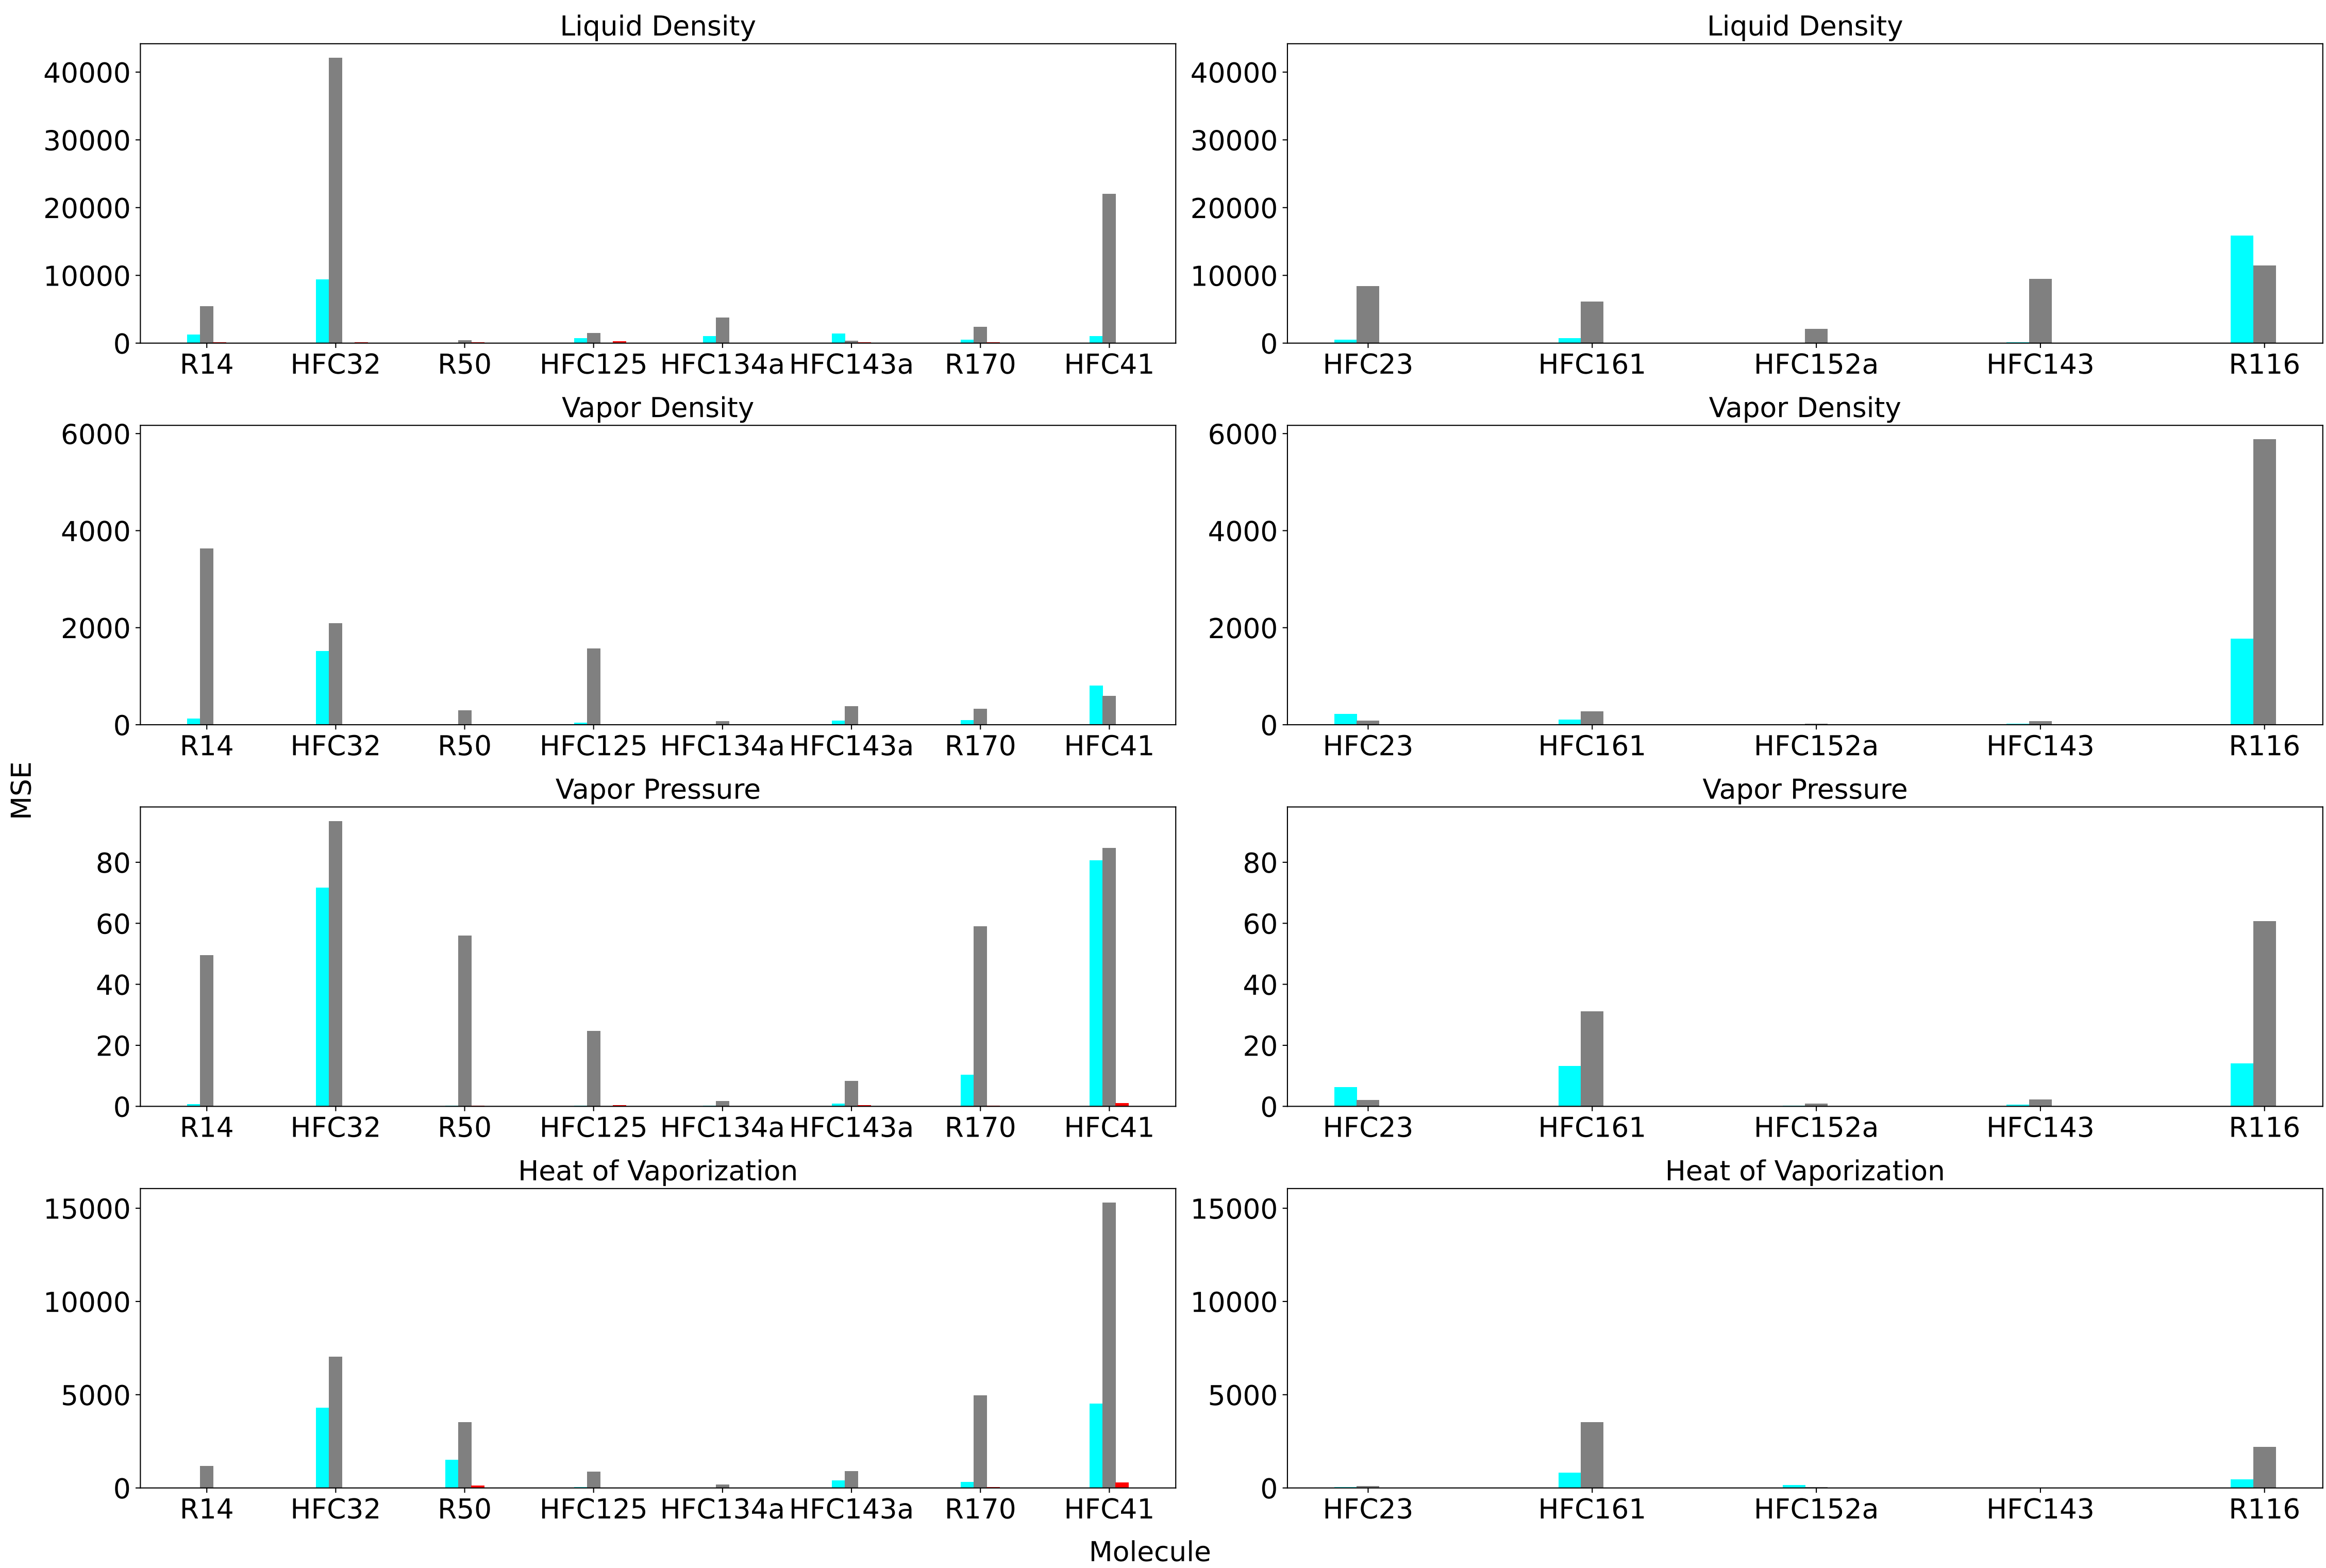 Liquid Density
40000
30000
20000
10000
0
R14 HFC32 R50 HFC125 HFC134a HFC143a R170 HFC41
Liquid Density
40000
30000
20000
10000
0
HFC23 HFC161 HFC152a HFC143 R116
Vapor Density
6000
4000
2000
0
R14 HFC32 R50 HFC125 HFC134a HFC143a R170 HFC41
Vapor Density
6000
4000
2000
0
HFC23 HFC161 HFC152a HFC143 R116
MSE
Vapor Pressure
80
60
40
20
0
R14 HFC32 R50 HFC125 HFC134a HFC143a R170 HFC41
Vapor Pressure
80
60
40
20
0
HFC23 HFC161 HFC152a HFC143 R116
Heat of Vaporization
15000
10000
5000
0
R14 HFC32 R50 HFC125 HFC134a HFC143a R170 HFC41
Heat of Vaporization
15000
10000
5000
0
HFC23 HFC161 HFC152a HFC143 R116
Molecule